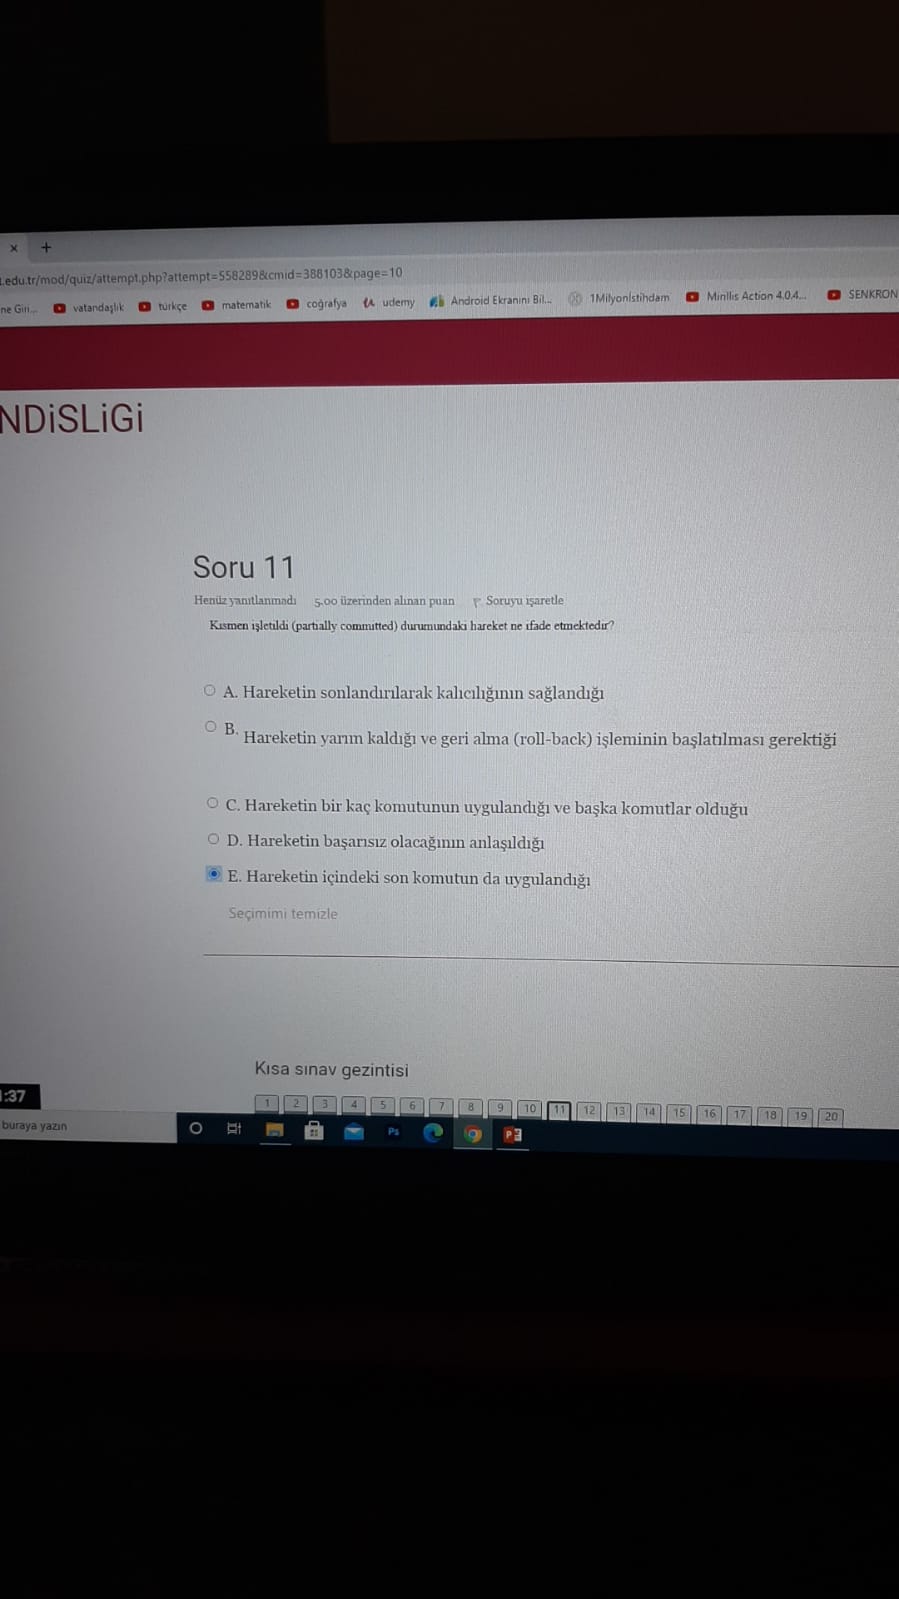 × +
.edu.tr/mod/quiz/attempt.php?attempt=558289&cmid=388103&page=10
ne Giri... vatandaşlık türkçe matematik coğrafya udemy Android Ekranını Bil... 1Milyonİstihdam Minillis Action 4.0.4... SENKRON
NDiSLiGi
Soru 11
Henüz yanıtlanmadı 5,00 üzerinden alınan puan Soruyu işaretle
Kısmen işletildi (partially committed) durumundaki hareket ne ifade etmektedir?
A. Hareketin sonlandırılarak kalıcılığının sağlandığı
B. Hareketin yarım kaldığı ve geri alma (roll-back) işleminin başlatılması gerektiği
C. Hareketin bir kaç komutunun uygulandığı ve başka komutlar olduğu
D. Hareketin başarısız olacağının anlaşıldığı
E. Hareketin içindeki son komutun da uygulandığı
Seçimimi temizle
Kısa sınav gezintisi
:37
1 2 3 4 5 6 7 8 9 10 11 12 13 14 15 16 17 18 19 20
buraya yazın
Ps